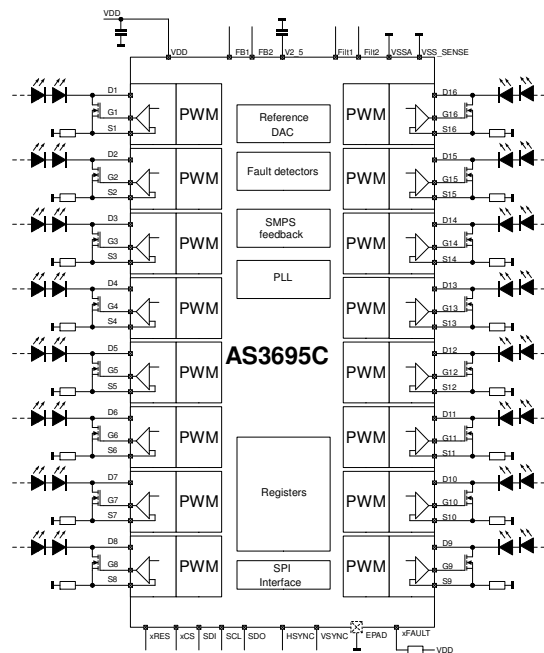 VDD
VDD FB1 FB2 V2_5 Filt1 Filt2 VSSA VSS_SENSE
D1 D16
G1 PWM Reference DAC PWM G16
S1 S16
D2 D15
G2 PWM Fault detectors PWM G15
S2 S15
D3 D14
G3 PWM SMPS feedback PWM G14
S3 S14
D4 D13
G4 PWM PLL PWM G13
S4 S13
D5 D12
G5 PWM AS3695C PWM G12
S5 S12
D6 D11
G6 PWM PWM G11
S6 S11
D7 D10
G7 PWM Registers PWM G10
S7 S10
D8 D9
G8 PWM SPI Interface PWM G9
S8 S9
xRES xCS SDI SCL SDO HSYNC VSYNC EPAD xFAULT
VDD